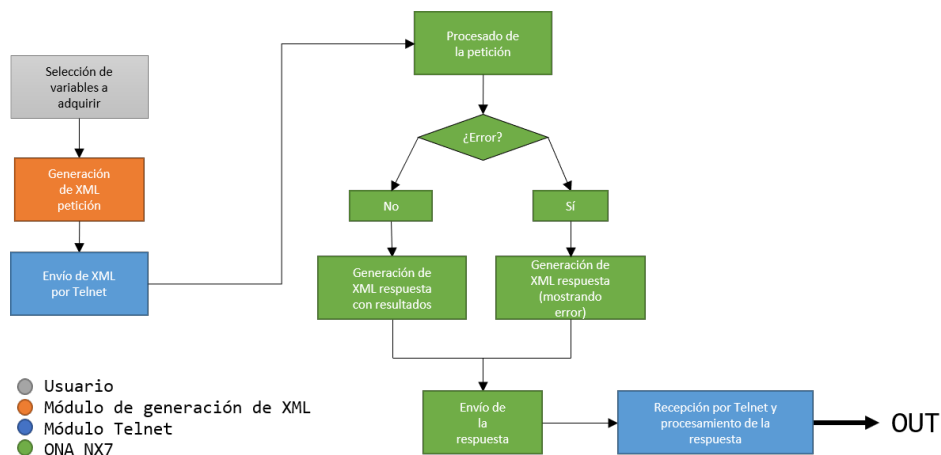 Selección de
variables a
adquirir
Generación
de XML
petición
Envío de XML
por Telnet
Procesado de
la petición
¿Error?
No
Sí
Generación de
XML respuesta
con resultados
Generación de
XML respuesta
(mostrando
error)
Envío de
la
respuesta
Recepción por Telnet y
procesamiento de la
respuesta
OUT
Usuario
Módulo de generación de XML
Módulo Telnet
ONA NX7